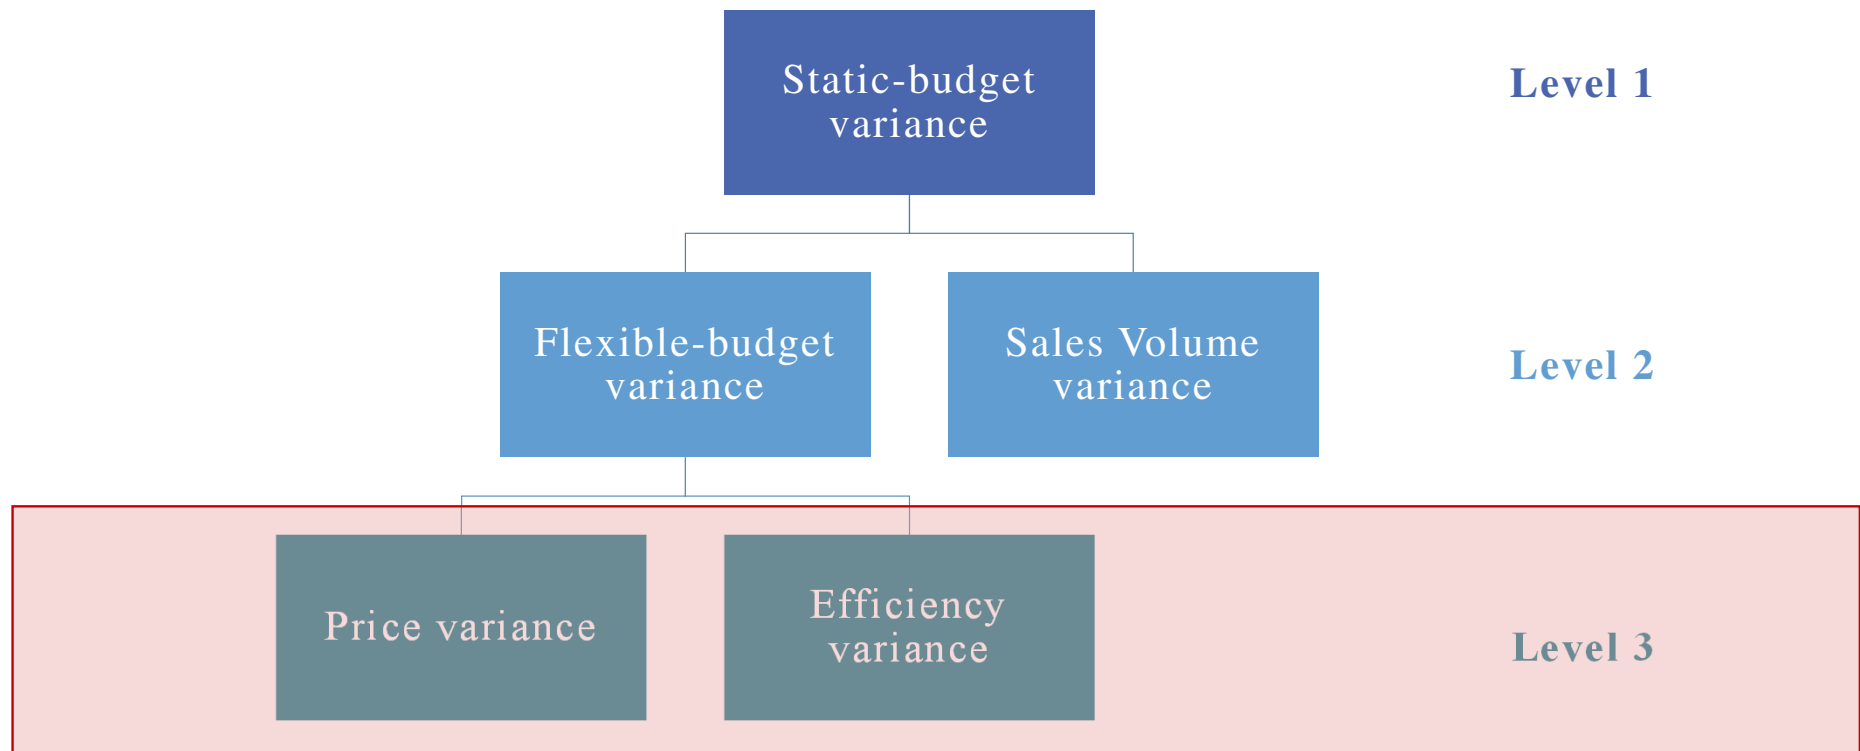 Static-budget
variance
Level 1
Flexible-budget
variance
Sales Volume
variance
Level 2
Price variance
Efficiency
variance
Level 3